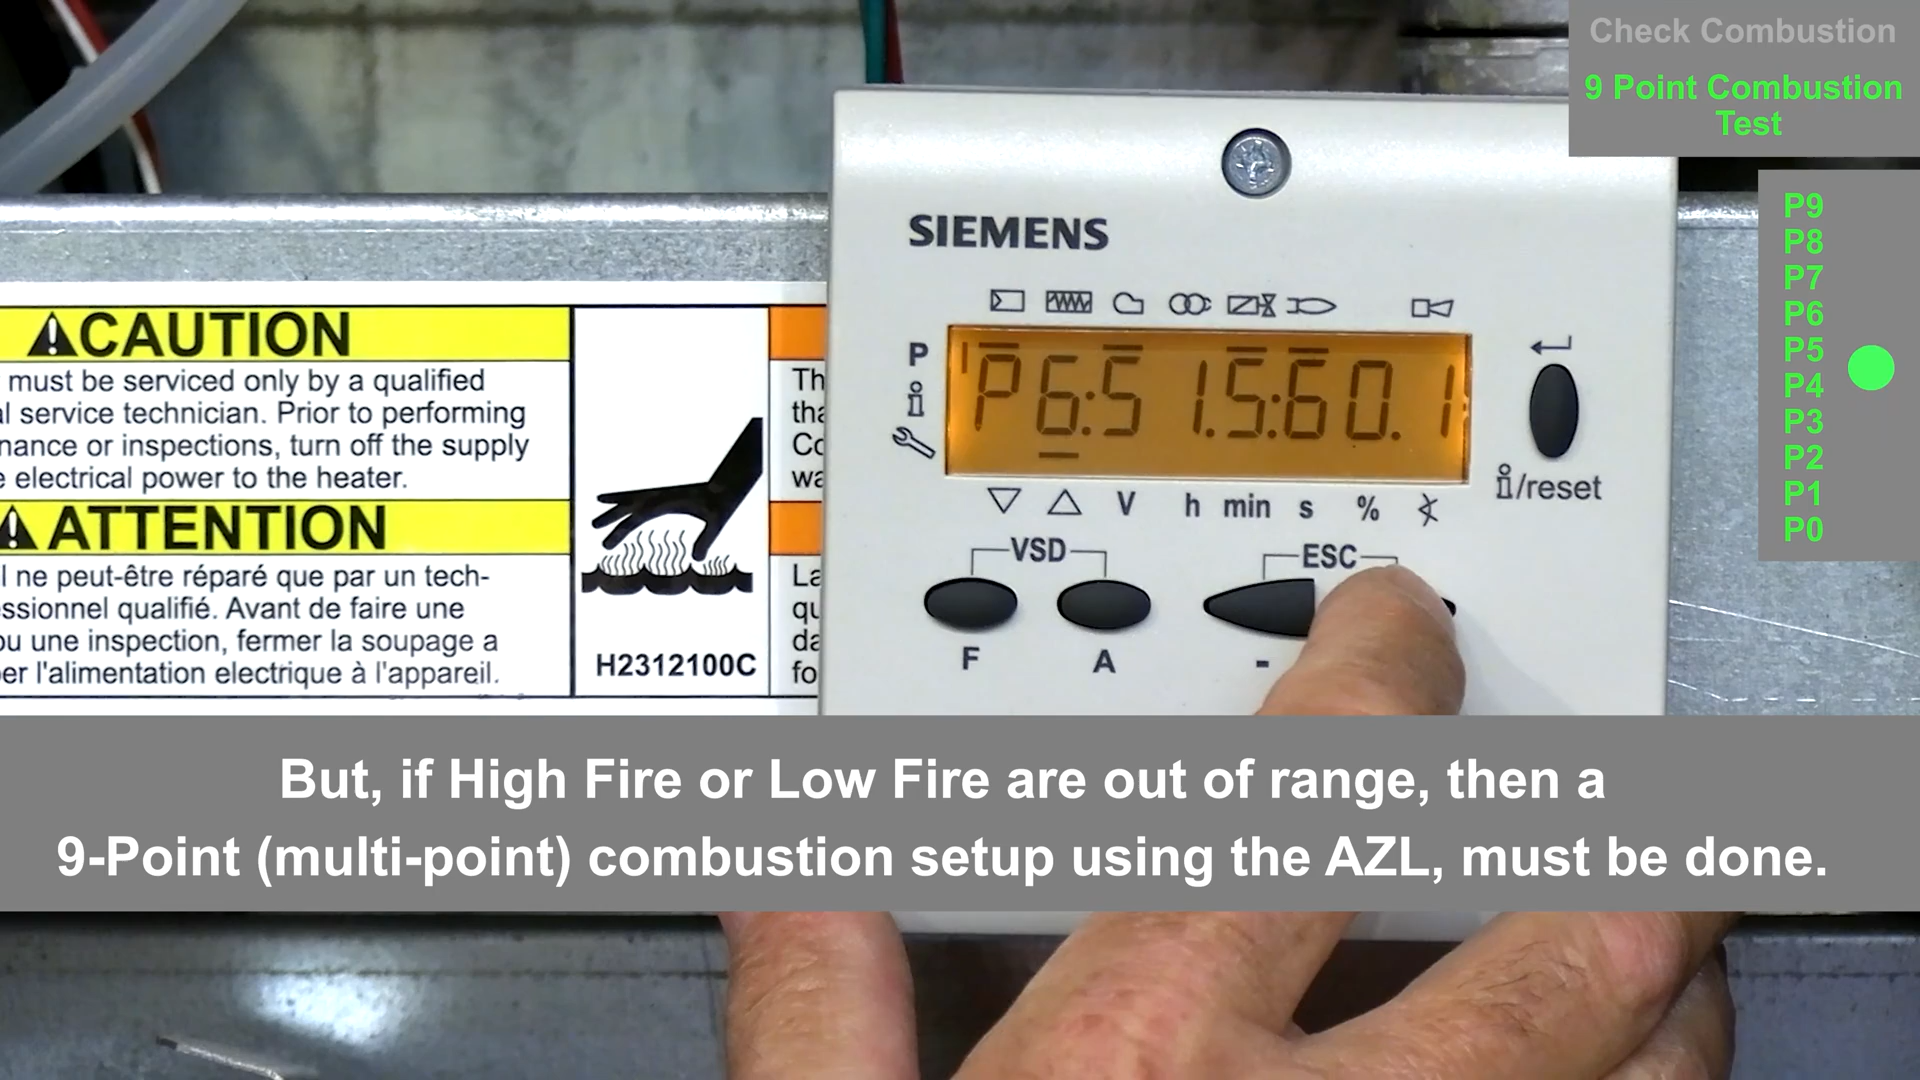 Check Combustion
9 Point Combustion
Test
P9
P8
P7
P6
P5
P4
P3
P2
P1
P0
SIEMENS
P
i
P6:5 1.5:60.1
i/reset
V h min s %
VSD
ESC
F
A
-
CAUTION
must be serviced only by a qualified
service technician. Prior to performing
or inspections, turn off the supply
electrical power to the heater.
ATTENTION
ne peut-être réparé que par un tech-
qualifié. Avant de faire une
ou une inspection, fermer la soupage a
l'alimentation electrique à l'appareil.
H2312100C
But, if High Fire or Low Fire are out of range, then a
9-Point (multi-point) combustion setup using the AZL, must be done.